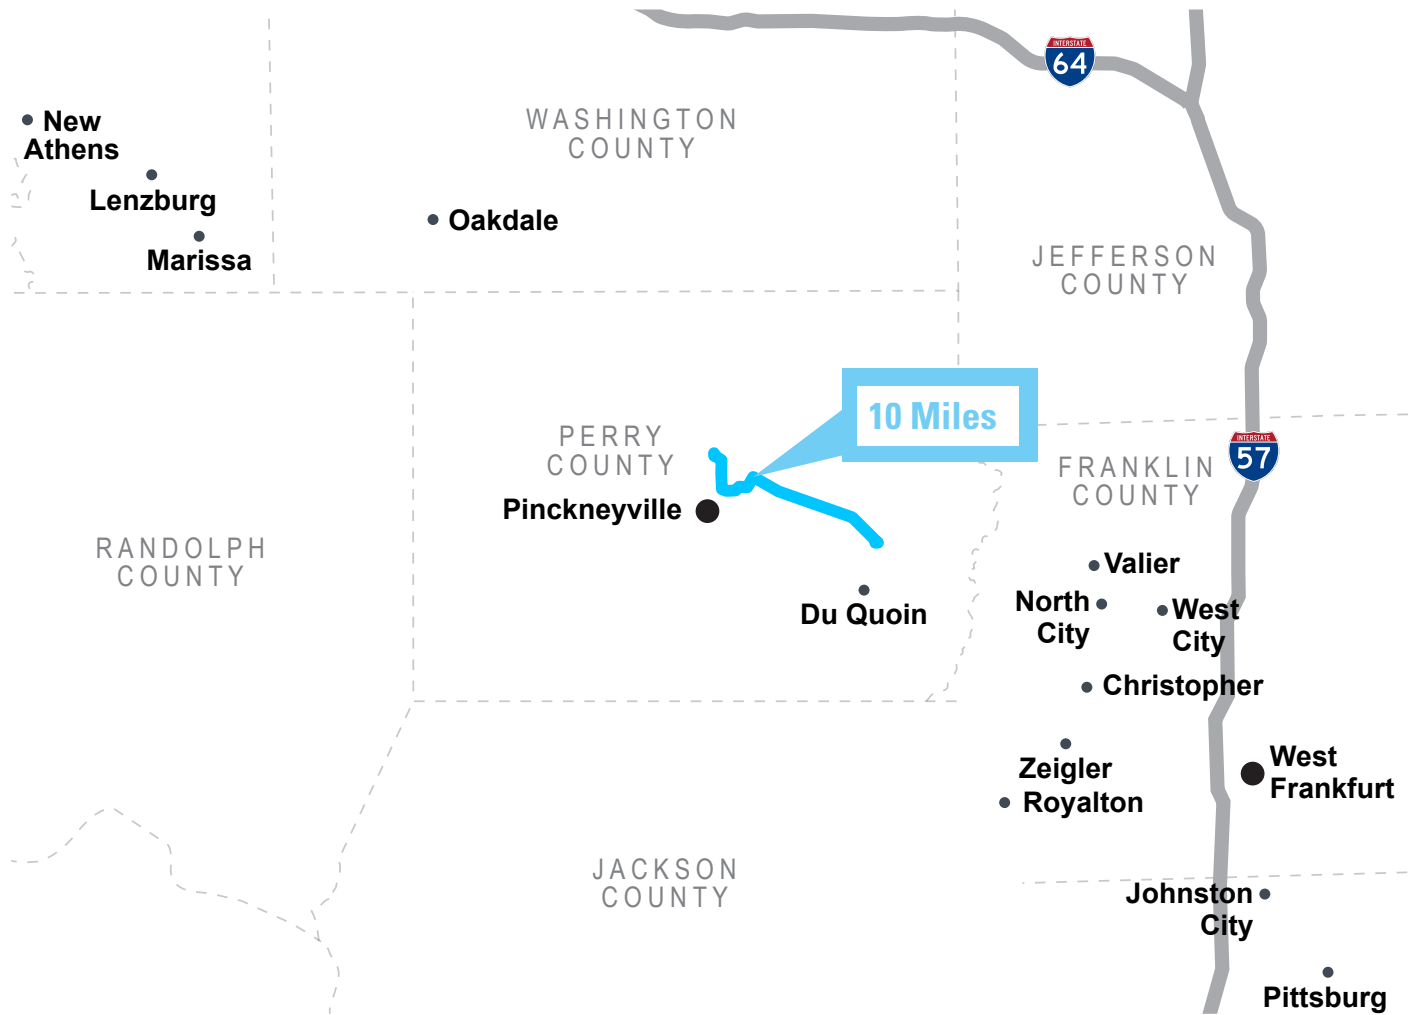 INTERSTATE
64
New
Athens
WASHINGTON
COUNTY
Lenzburg
Oakdale
Marissa
JEFFERSON
COUNTY
10 Miles
PERRY
COUNTY
INTERSTATE
57
FRANKLIN
COUNTY
Pinckneyville
RANDOLPH
COUNTY
Valier
North
City
West
City
Du Quoin
Christopher
Zeigler
West
Frankfurt
Royalton
JACKSON
COUNTY
Johnston
City
Pittsburg